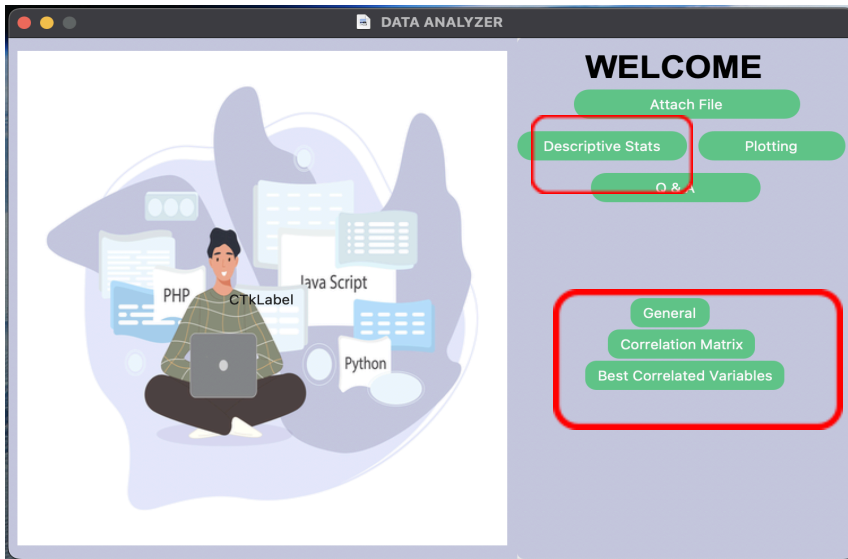 DATA ANALYZER
WELCOME
Attach File
Descriptive Stats
Plotting
Q & A
PHP
CTkLabel
Java Script
Python
General
Correlation Matrix
Best Correlated Variables